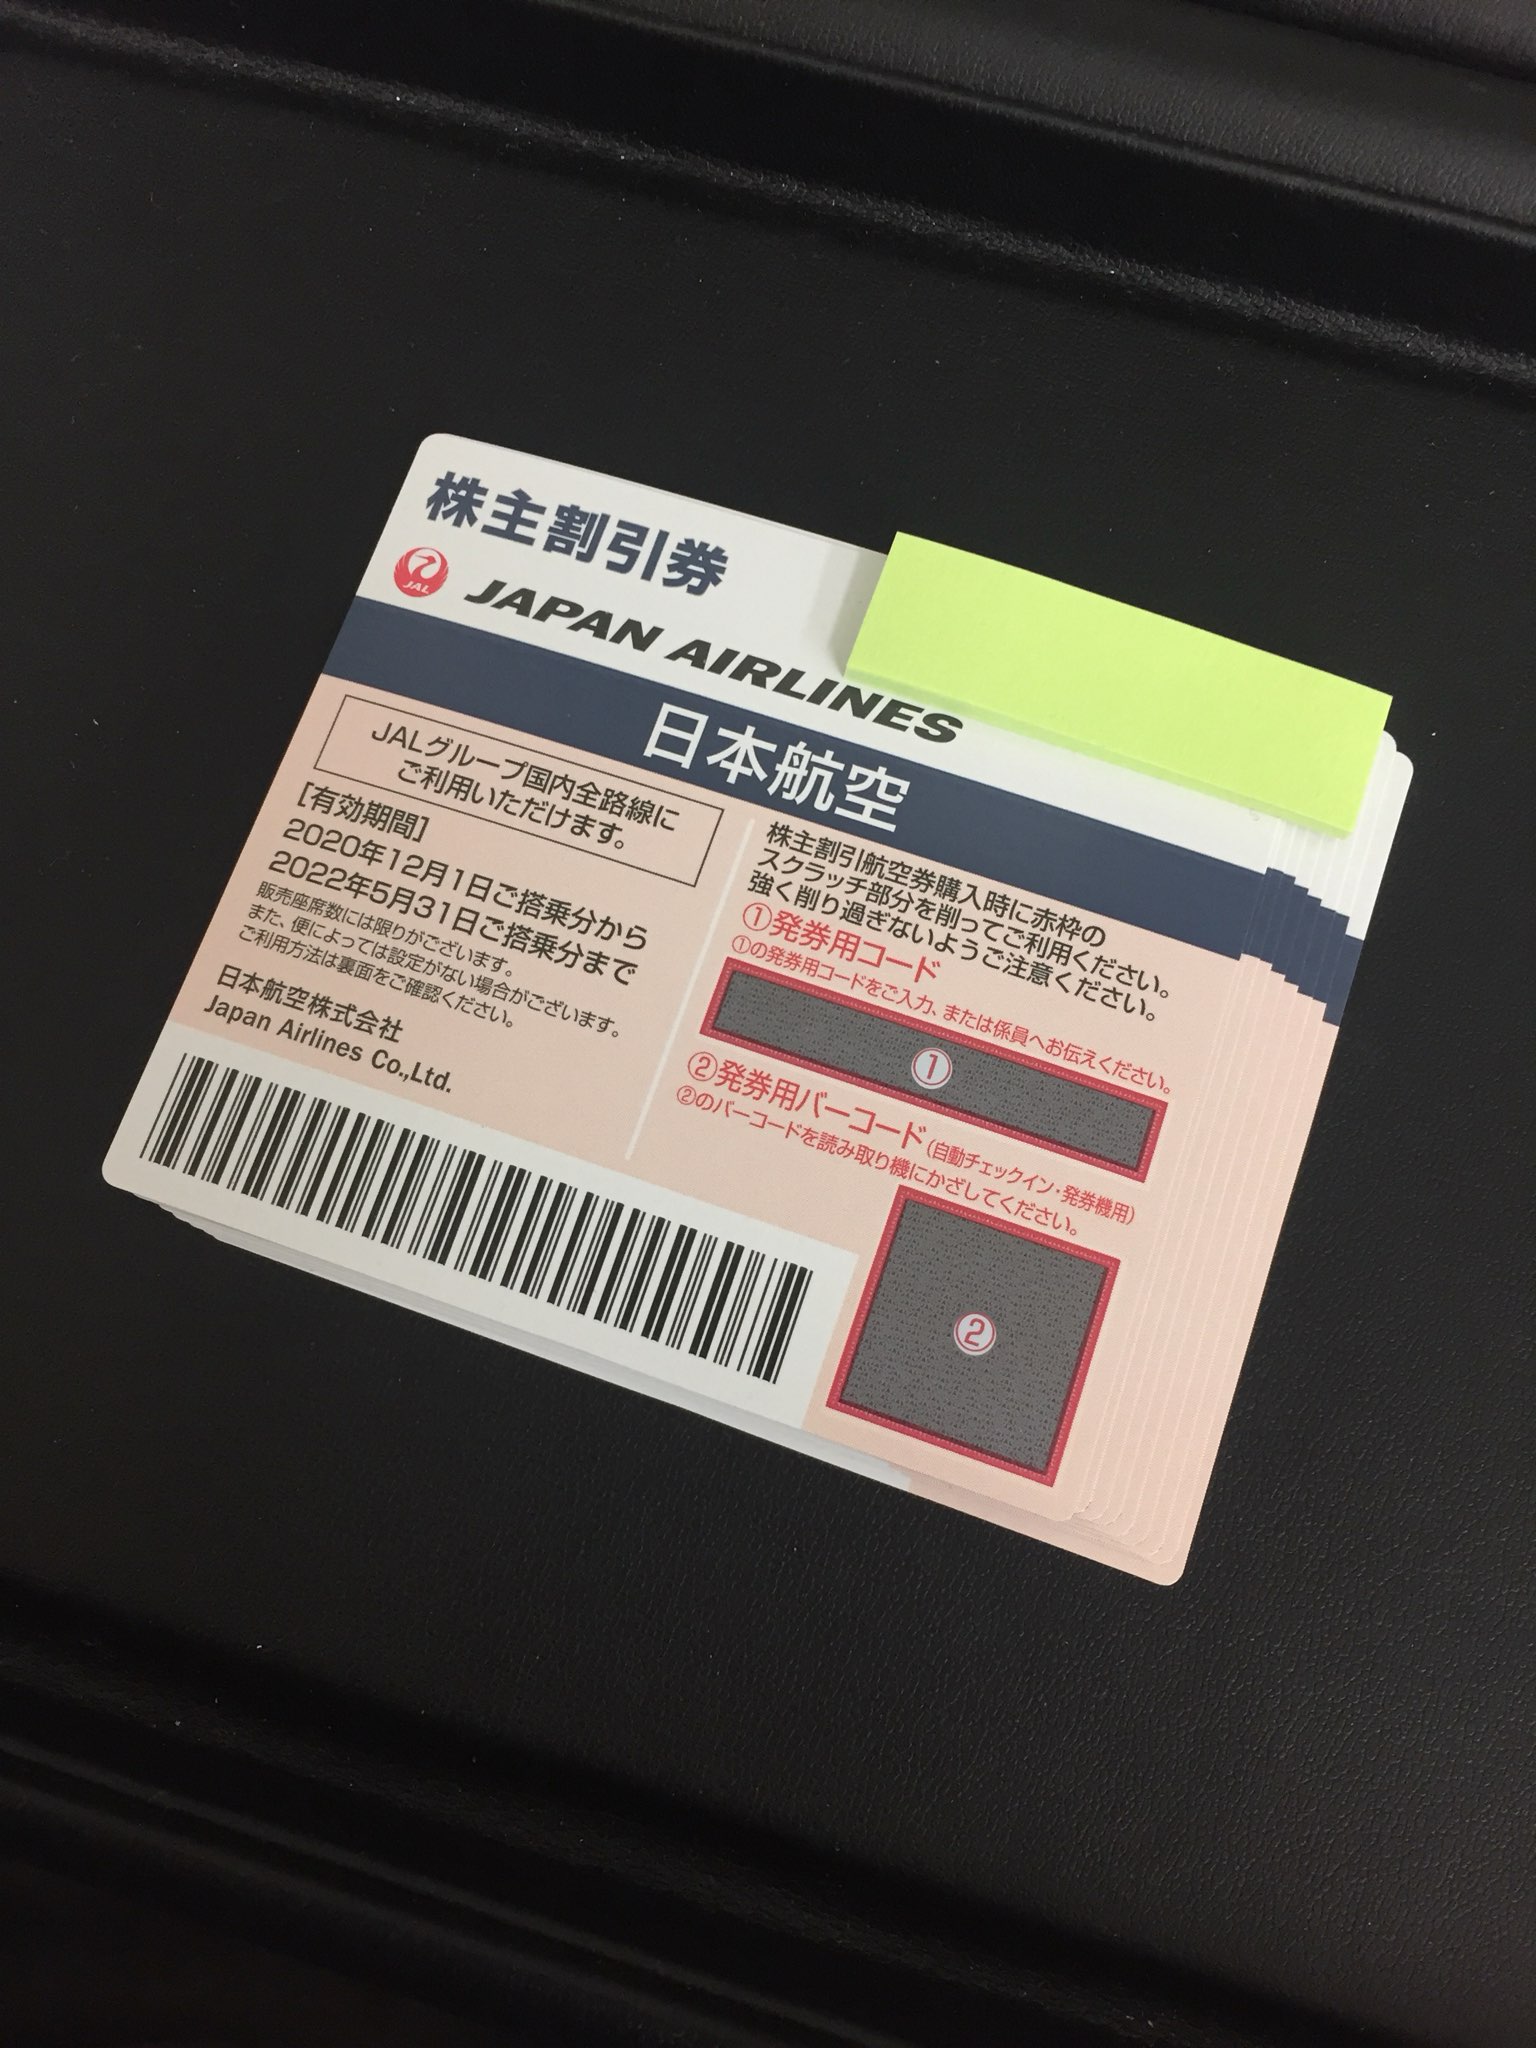 株主割引券
JAL
JAPAN AIRLINES
日本航空
JALグループ国内全路線に
ご利用いただけます。
[有効期間]
2020年12月1日ご搭乗分から
2022年5月31日ご搭乗分まで
販売座席数には限りがございます。
また、便によっては設定がない場合がございます。
ご利用方法は裏面をご確認ください。
日本航空株式会社
Japan Airlines Co.,Ltd.
株主割引航空券購入時に赤枠の
スクラッチ部分を削ってご利用ください。
強く削り過ぎないようご注意ください。
①発券用コード
①の発券用コードをご入力、または係員へお伝えください。
①
②発券用バーコード(自動チェックイン・発券機用)
②のバーコードを読み取り機にかざしてください。
②